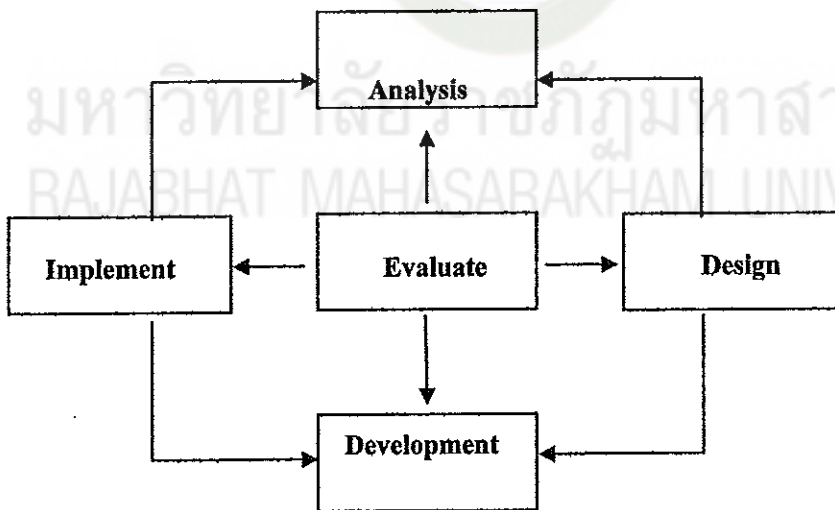 Analysis
มหาวิทยาลัยราชภัฏมหาสา
RAJABHAT MAHASARAKHAM UNIV
Implement
Evaluate
Design
Development